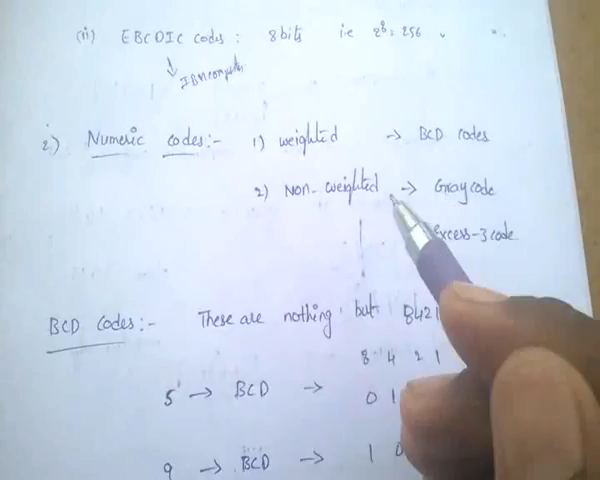 (ii) EBCDIC codes : 8 bits i.e 2⁸ = 256
↓
IBM computers
2) Numeric codes :- 1) weighted → BCD codes
2) Non-weighted → Gray code
Excess-3 code
BCD codes :- These are nothing but 8421
8 4 2 1
5 → BCD → 0 1
9 → BCD → 1 0